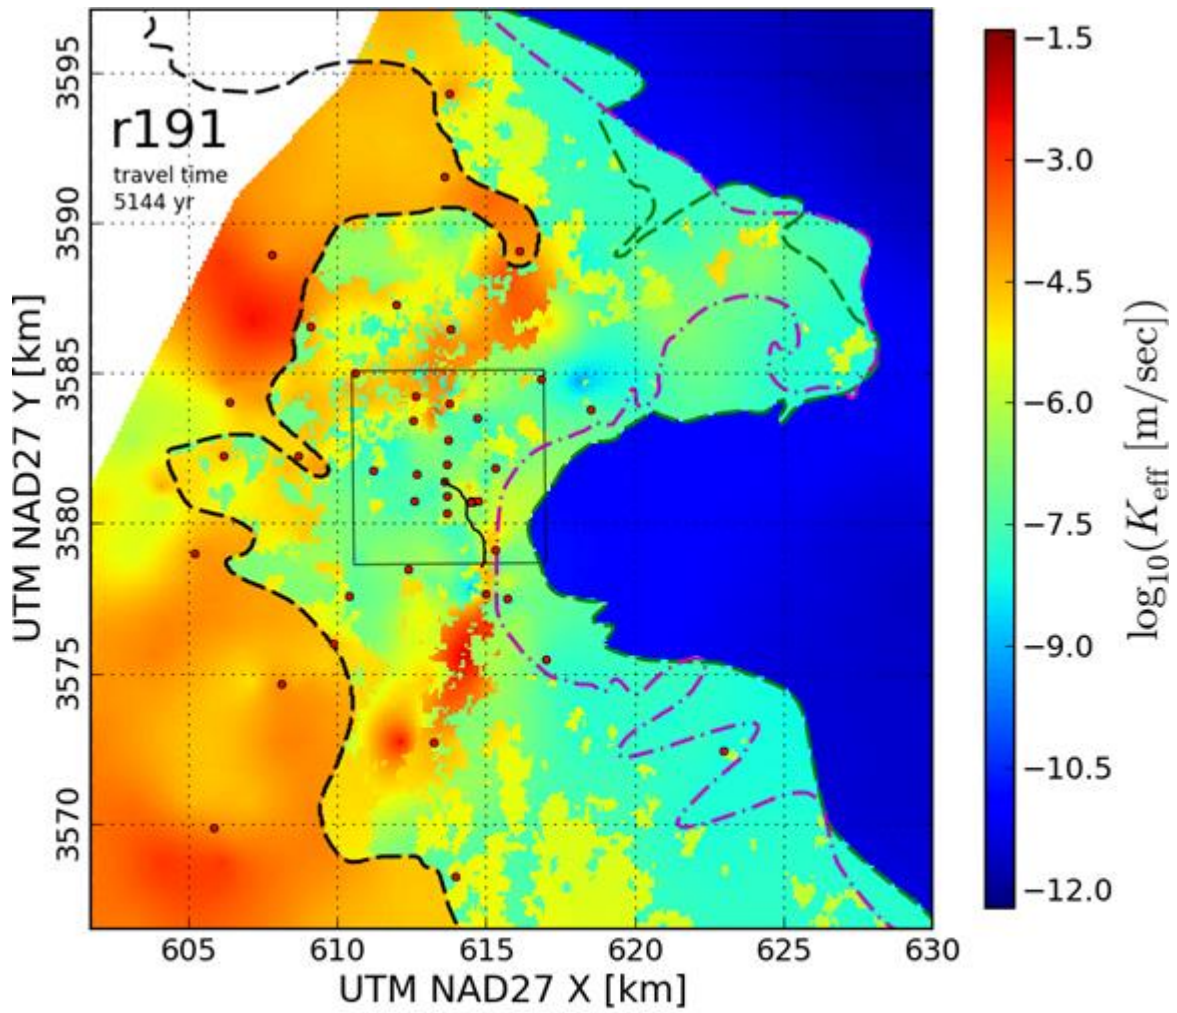 r191
travel time
5144 yr
UTM NAD27 Y [km]
3595
3590
3585
3580
3575
3570
605 610 615 620 625 630
UTM NAD27 X [km]
−1.5
−3.0
−4.5
−6.0
−7.5
−9.0
−10.5
−12.0
log₁₀(K_eff [m/sec])